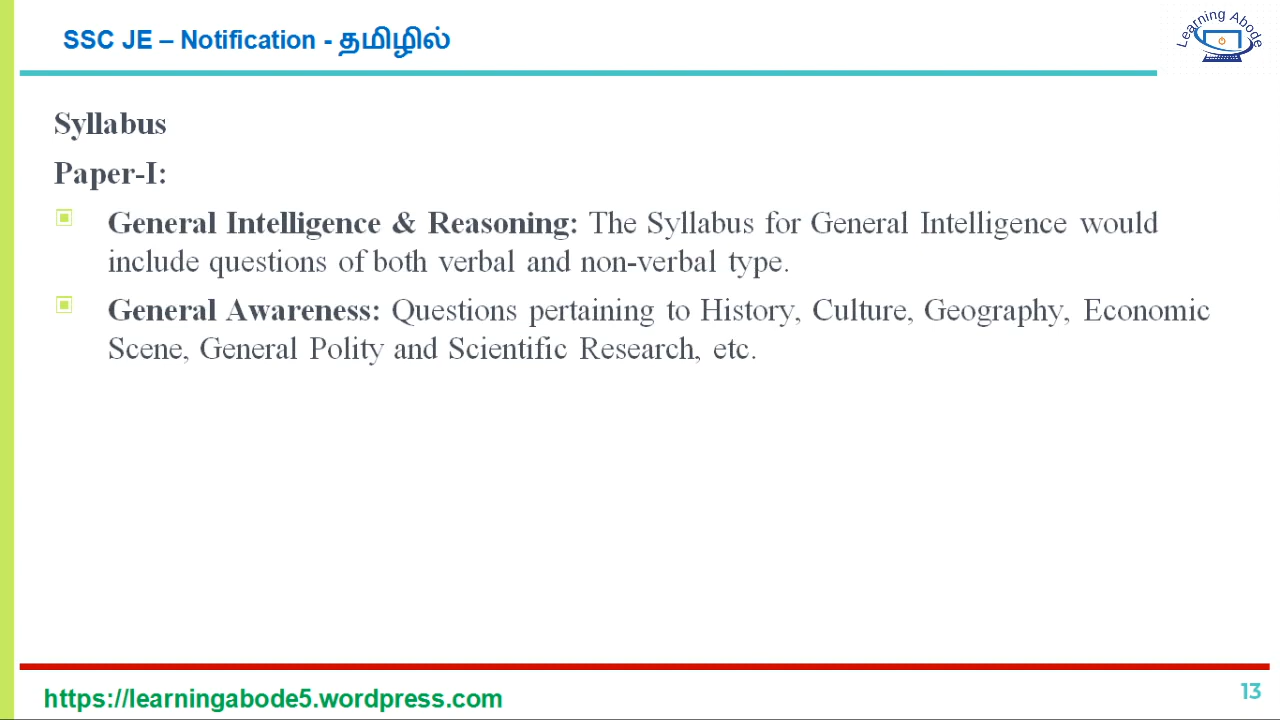 SSC JE – Notification - தமிழில்
Learning Abode
Syllabus
Paper-I:
General Intelligence & Reasoning: The Syllabus for General Intelligence would
include questions of both verbal and non-verbal type.
General Awareness: Questions pertaining to History, Culture, Geography, Economic
Scene, General Polity and Scientific Research, etc.
https://learningabode5.wordpress.com
13